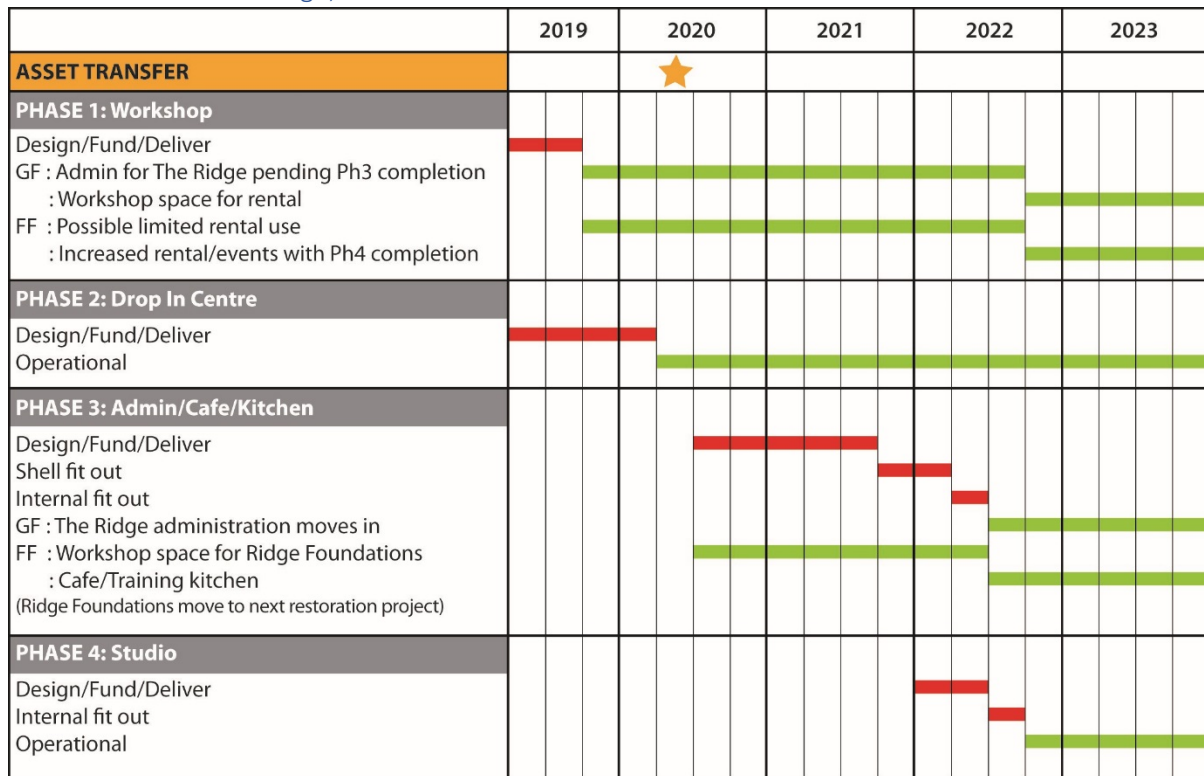 2019 2020 2021 2022 2023
ASSET TRANSFER
PHASE 1: Workshop
Design/Fund/Deliver
GF : Admin for The Ridge pending Ph3 completion
: Workshop space for rental
FF : Possible limited rental use
: Increased rental/events with Ph4 completion
PHASE 2: Drop In Centre
Design/Fund/Deliver
Operational
PHASE 3: Admin/Cafe/Kitchen
Design/Fund/Deliver
Shell fit out
Internal fit out
GF : The Ridge administration moves in
FF : Workshop space for Ridge Foundations
: Cafe/Training kitchen
(Ridge Foundations move to next restoration project)
PHASE 4: Studio
Design/Fund/Deliver
Internal fit out
Operational